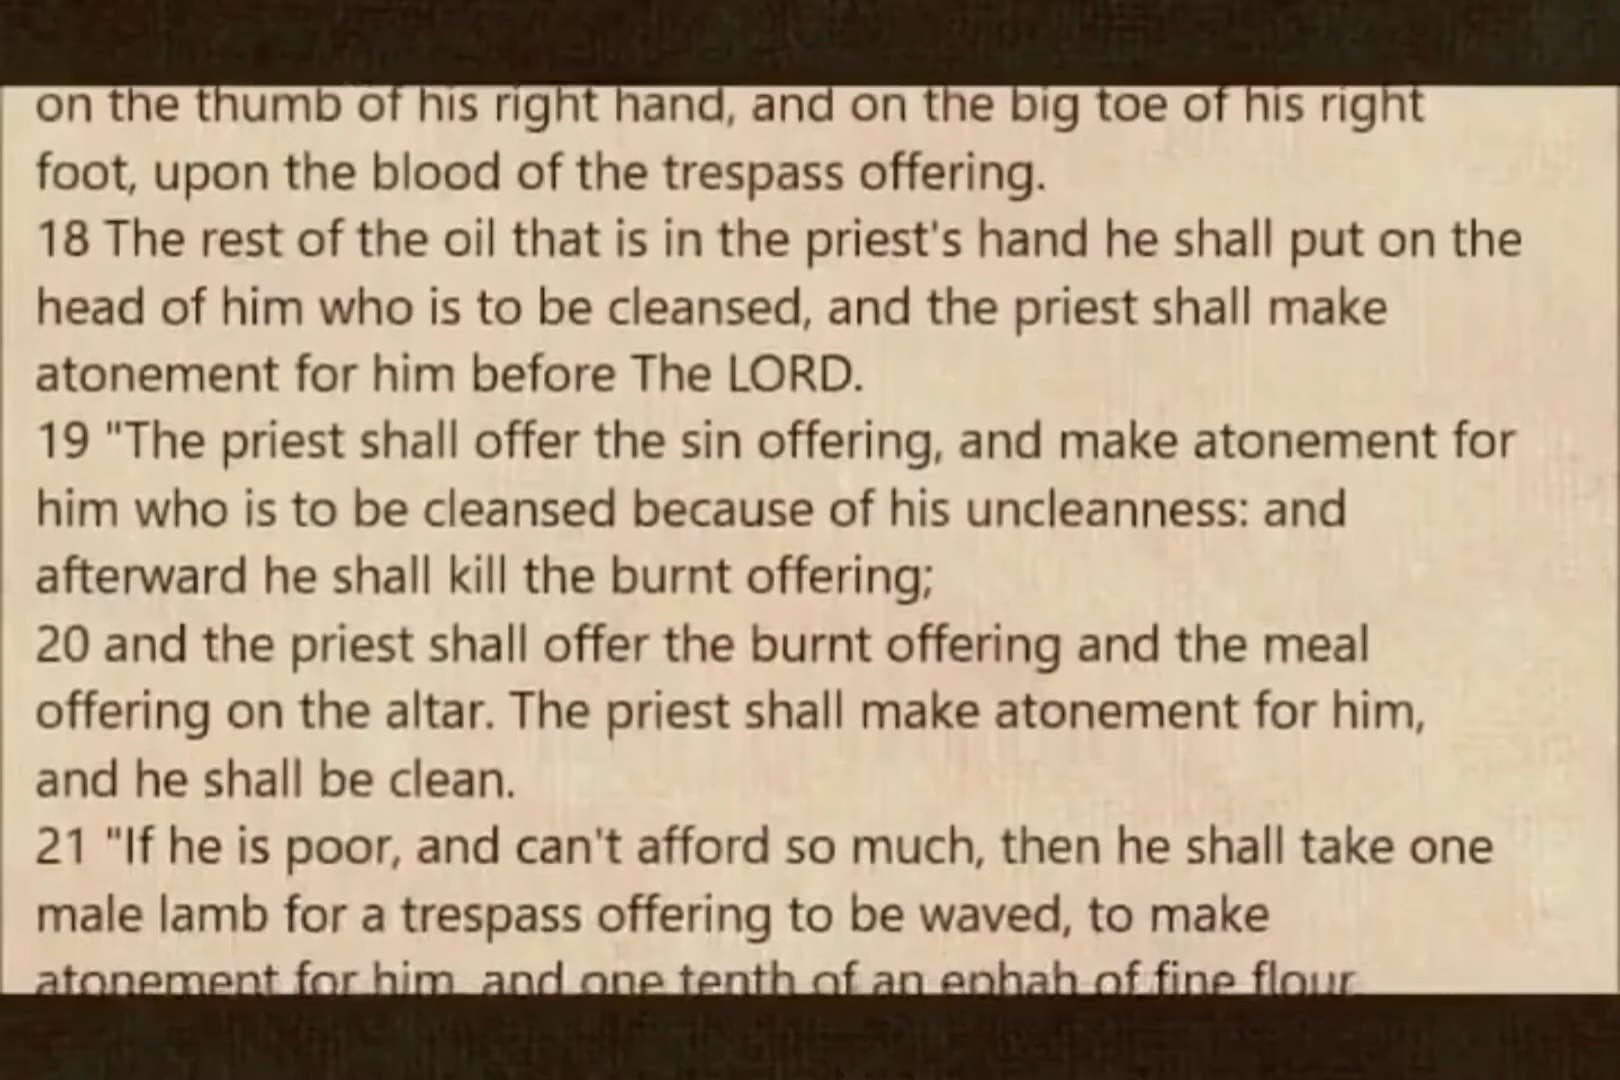 on the thumb of his right hand, and on the big toe of his right
foot, upon the blood of the trespass offering.
18 The rest of the oil that is in the priest's hand he shall put on the
head of him who is to be cleansed, and the priest shall make
atonement for him before The LORD.
19 "The priest shall offer the sin offering, and make atonement for
him who is to be cleansed because of his uncleanness: and
afterward he shall kill the burnt offering;
20 and the priest shall offer the burnt offering and the meal
offering on the altar. The priest shall make atonement for him,
and he shall be clean.
21 "If he is poor, and can't afford so much, then he shall take one
male lamb for a trespass offering to be waved, to make
atonement for him, and one tenth of an ephah of fine flour